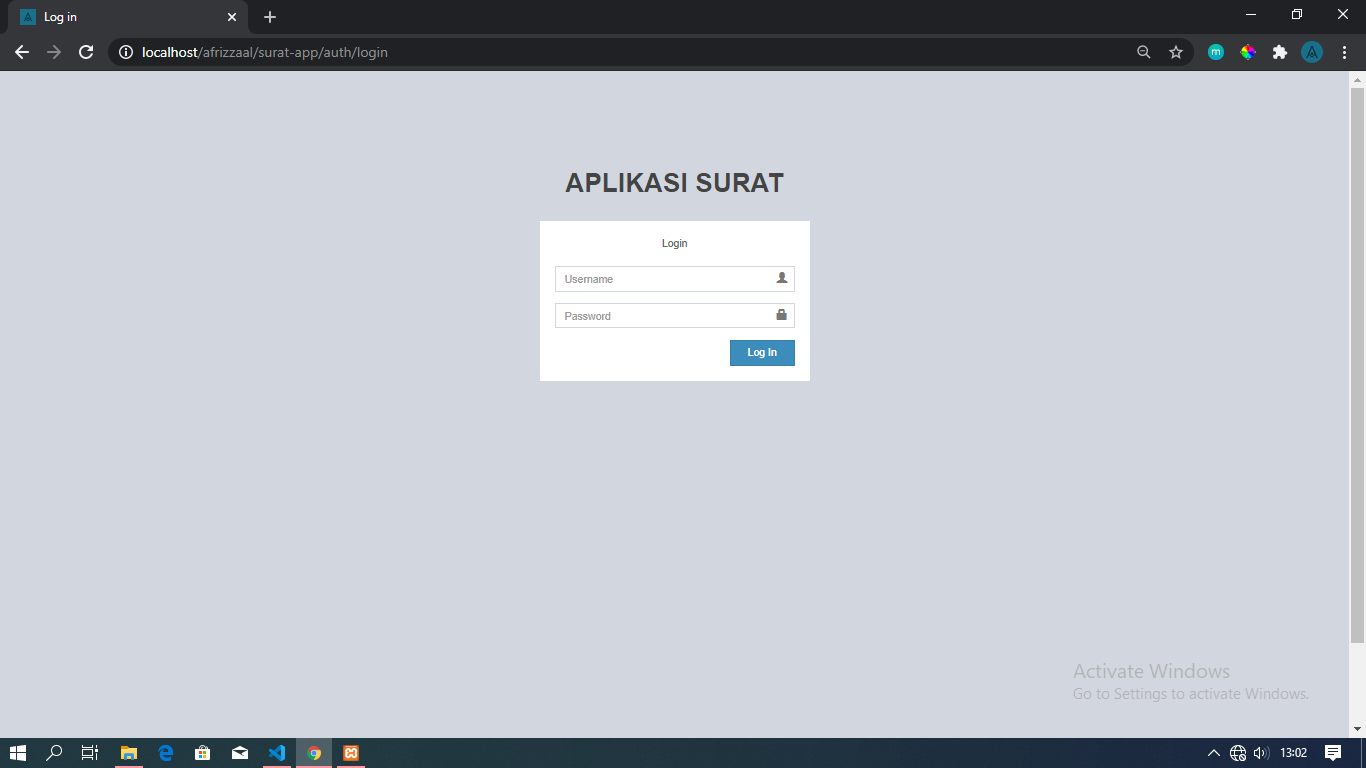 Log in
localhost/afrizzaal/surat-app/auth/login
m
APLIKASI SURAT
Login
Username
Password
Log In
Activate Windows
Go to Settings to activate Windows.
13:02